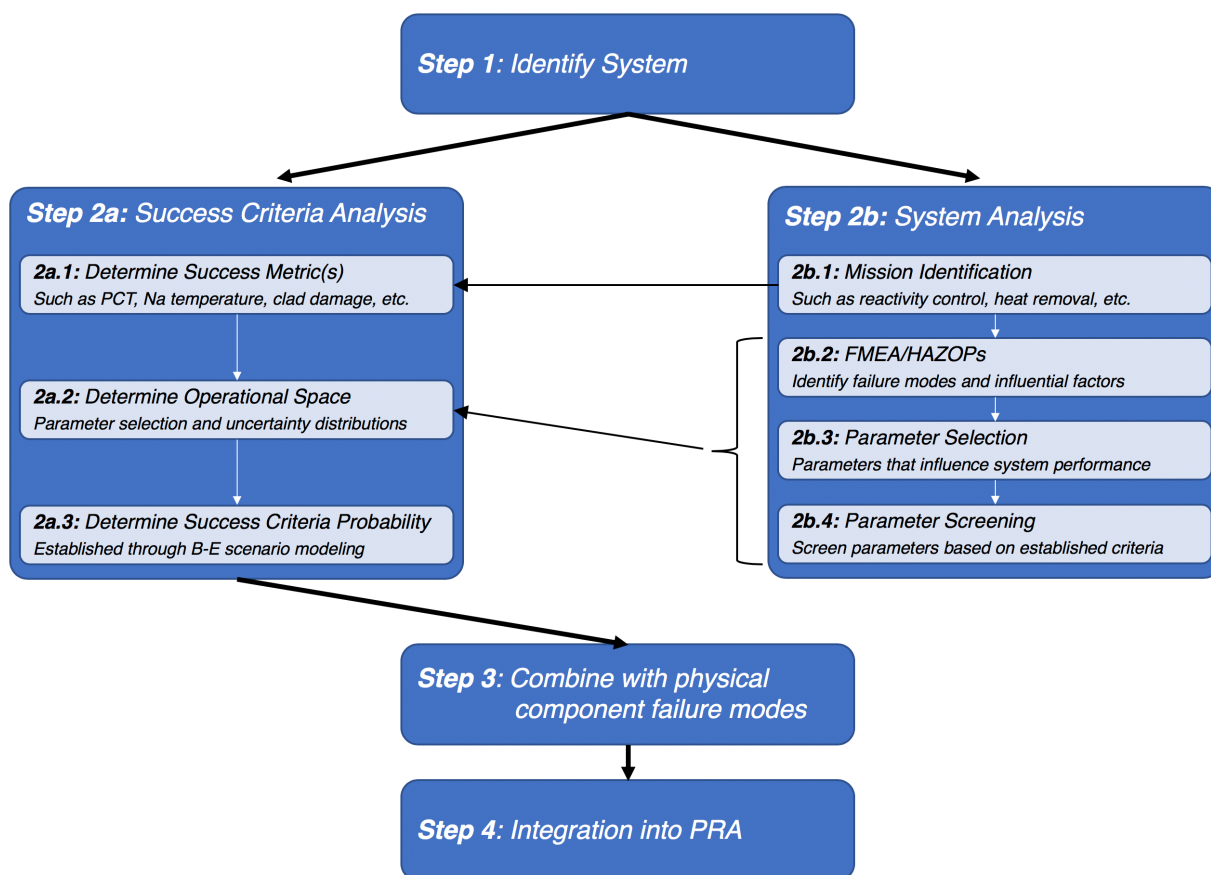 Step 1: Identify System
Step 2a: Success Criteria Analysis
2a.1: Determine Success Metric(s)
Such as PCT, Na temperature, clad damage, etc.
2a.2: Determine Operational Space
Parameter selection and uncertainty distributions
2a.3: Determine Success Criteria Probability
Established through B-E scenario modeling
Step 2b: System Analysis
2b.1: Mission Identification
Such as reactivity control, heat removal, etc.
2b.2: FMEA/HAZOPs
Identify failure modes and influential factors
2b.3: Parameter Selection
Parameters that influence system performance
2b.4: Parameter Screening
Screen parameters based on established criteria
Step 3: Combine with physical
component failure modes
Step 4: Integration into PRA